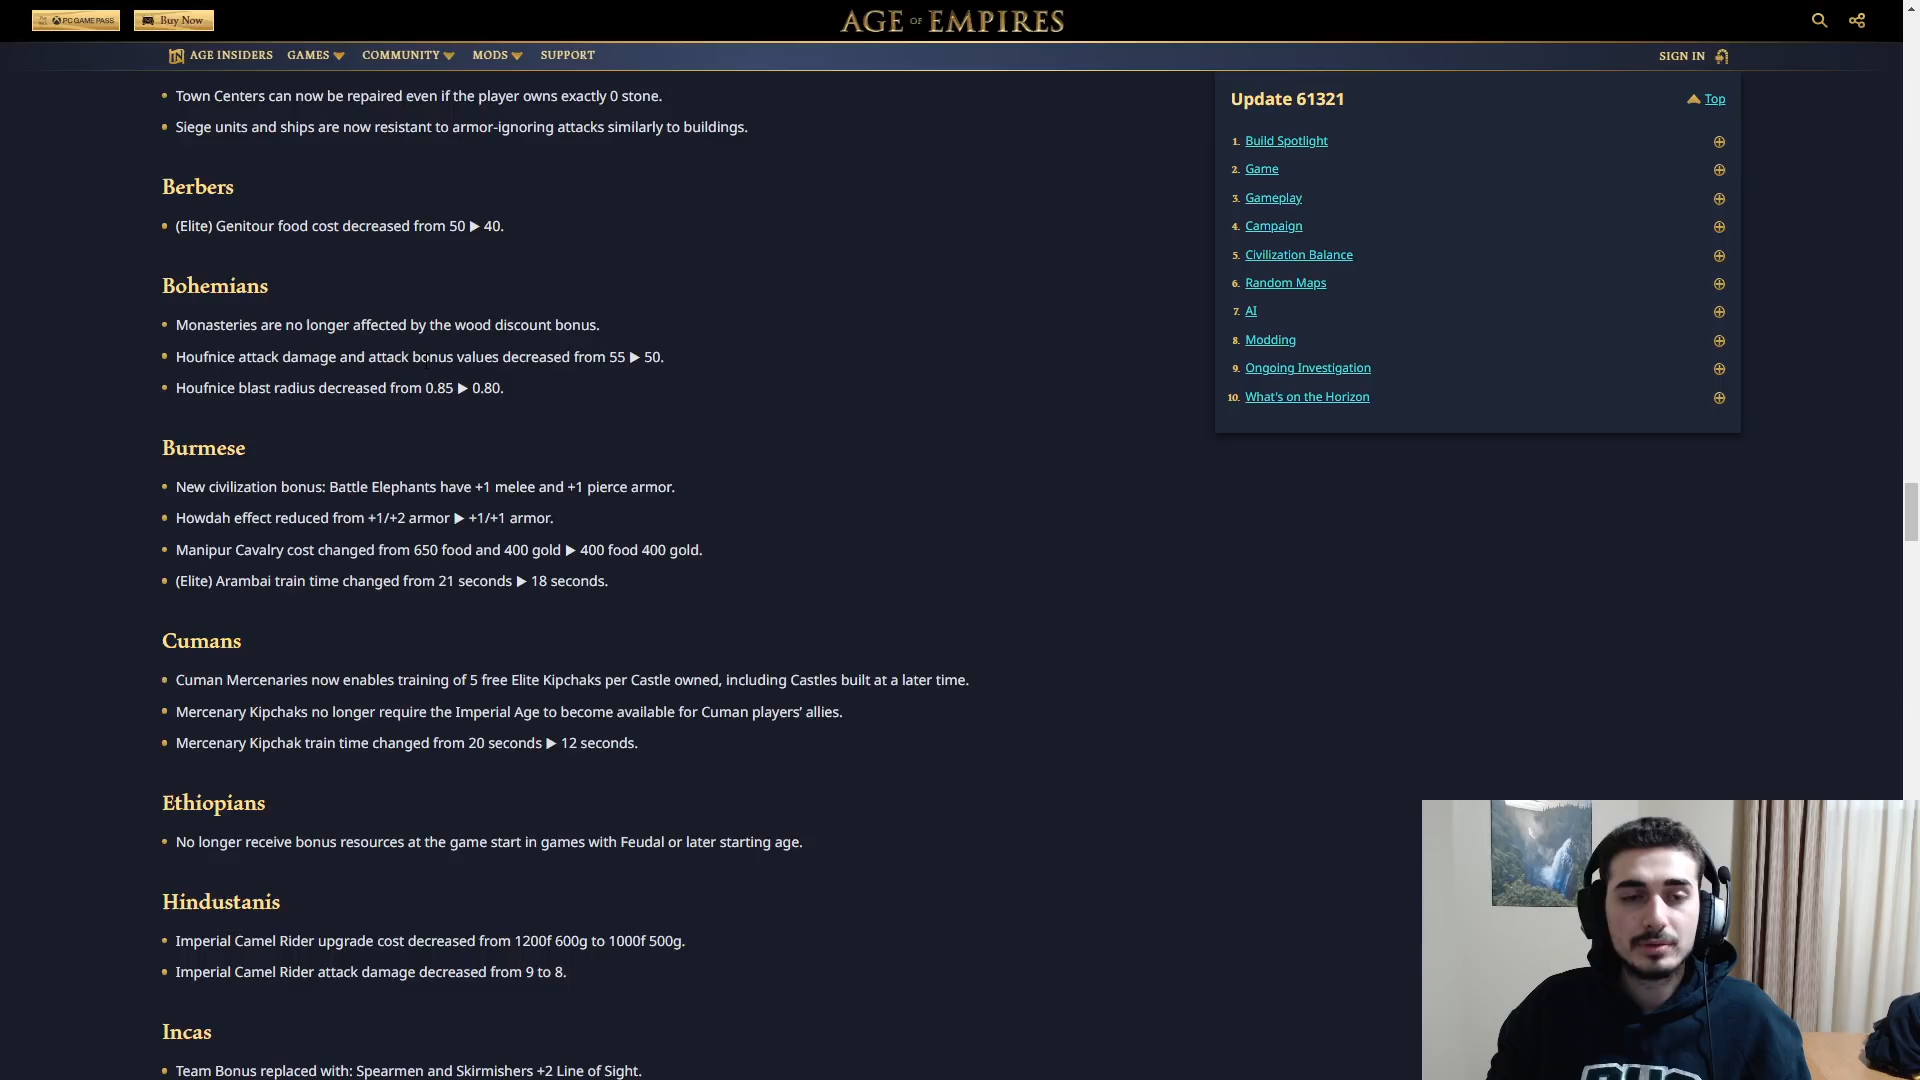 PC GAME PASS
Buy Now
AGE OF EMPIRES
AGE INSIDERS
GAMES
COMMUNITY
MODS
SUPPORT
SIGN IN
Town Centers can now be repaired even if the player owns exactly 0 stone.
Siege units and ships are now resistant to armor-ignoring attacks similarly to buildings.
Berbers
(Elite) Genitour food cost decreased from 50 ▶ 40.
Bohemians
Monasteries are no longer affected by the wood discount bonus.
Houfnice attack damage and attack bonus values decreased from 55 ▶ 50.
Houfnice blast radius decreased from 0.85 ▶ 0.80.
Burmese
New civilization bonus: Battle Elephants have +1 melee and +1 pierce armor.
Howdah effect reduced from +1/+2 armor ▶ +1/+1 armor.
Manipur Cavalry cost changed from 650 food and 400 gold ▶ 400 food 400 gold.
(Elite) Arambai train time changed from 21 seconds ▶ 18 seconds.
Cumans
Cuman Mercenaries now enables training of 5 free Elite Kipchaks per Castle owned, including Castles built at a later time.
Mercenary Kipchaks no longer require the Imperial Age to become available for Cuman players’ allies.
Mercenary Kipchak train time changed from 20 seconds ▶ 12 seconds.
Ethiopians
No longer receive bonus resources at the game start in games with Feudal or later starting age.
Hindustanis
Imperial Camel Rider upgrade cost decreased from 1200f 600g to 1000f 500g.
Imperial Camel Rider attack damage decreased from 9 to 8.
Incas
Team Bonus replaced with: Spearmen and Skirmishers +2 Line of Sight.
Update 61321
Top
1. Build Spotlight
2. Game
3. Gameplay
4. Campaign
5. Civilization Balance
6. Random Maps
7. AI
8. Modding
9. Ongoing Investigation
10. What's on the Horizon